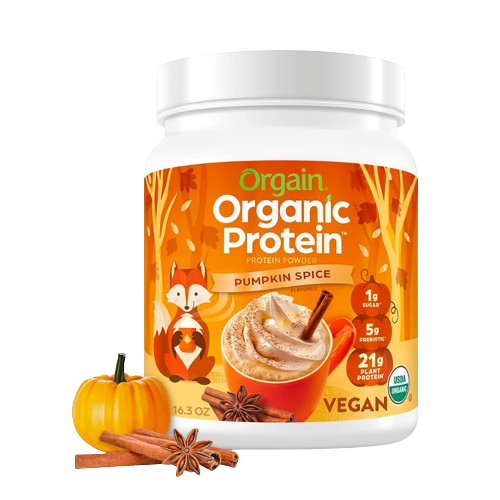 Orgain
Organic
Protein™
PROTEIN POWDER
PUMPKIN SPICE
FLAVORED
1g
SUGAR
5g
PREBIOTIC
21g
PLANT
PROTEIN
USDA
ORGANIC
16.3 OZ
VEGAN